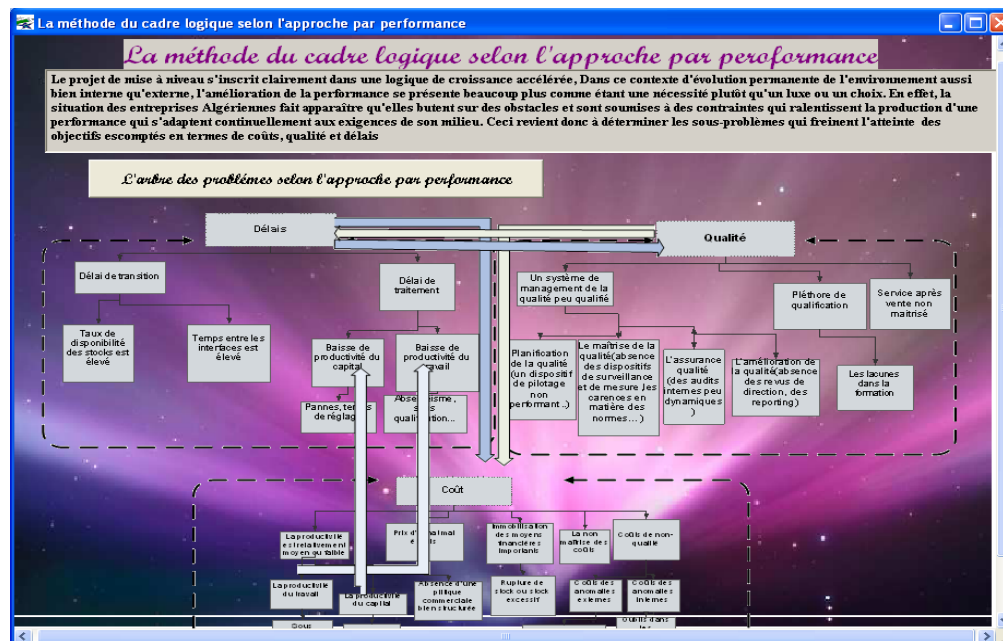 La méthode du cadre logique selon l'approche par performance
La méthode du cadre logique selon l'approche par peroformance
Le projet de mise à niveau s'inscrit clairement dans une logique de croissance accélérée, Dans ce contexte d'évolution permanente de l'environnement aussi
bien interne qu'externe, l'amélioration de la performance se présente beaucoup plus comme étant une nécessité plutôt qu'un luxe ou un choix. En effet, la
situation des entreprises Algériennes fait apparaître qu'elles butent sur des obstacles et sont soumises à des contraintes qui ralentissent la production d'une
performance qui s'adaptent continuellement aux exigences de son milieu. Ceci revient donc à déterminer les sous-problèmes qui freinent l'atteinte des
objectifs escomptés en termes de coûts, qualité et délais
L'arbre des problémes selon l'approche par performance
Délais
Qualité
Délai de transition
Délai de
traitement
Un système de
management de la
qualité peu qualifié
Pléthore de
qualification
Service après
vente non
maitrisé
Taux de
disponibilité
des stocks est
élevé
Temps entre les
interfaces est
élevé
Baisse de
productivité du
capital
Baisse de
productivité du
Planification
de la qualité
(un dispositif
de pilotage
non
performant..)
Le maîtrise de la
qualité(absence
des dispositifs
de surveillance
et de mesure,les
carences en
matière des
normes...)
L'assurance
qualité
(des audits
internes peu
dynamiques
)
L'amélioration de
la qualité(absence
des revus de
direction, des
reporting)
Les lacunes
dans la
formation
Pannes,
de réglage
Coût
La productivité
est relativement
moyen ou faible
Immobilisation
des moyens
financières
importants
La non
maîtrise des
coûts
Coûts de non-
qualité
La productivité
du travail
La productivité
du capital
Absence d'une
plitique
commerciale
bien structurée
Rupture de
stock ou stock
excessif
Coûts des
anomalies
externes
Coûts des
anomalies
internes
Sous
Outils dans les